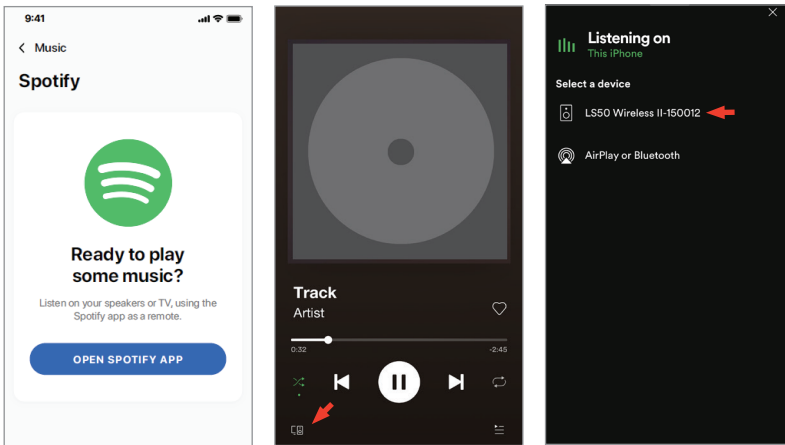 9:41
Music
Spotify
Ready to play
some music?
Listen on your speakers or TV, using the
Spotify app as a remote.
OPEN SPOTIFY APP
Track
Artist
0:32
-2:45
Listening on
This iPhone
Select a device
LS50 Wireless II-150012
AirPlay or Bluetooth